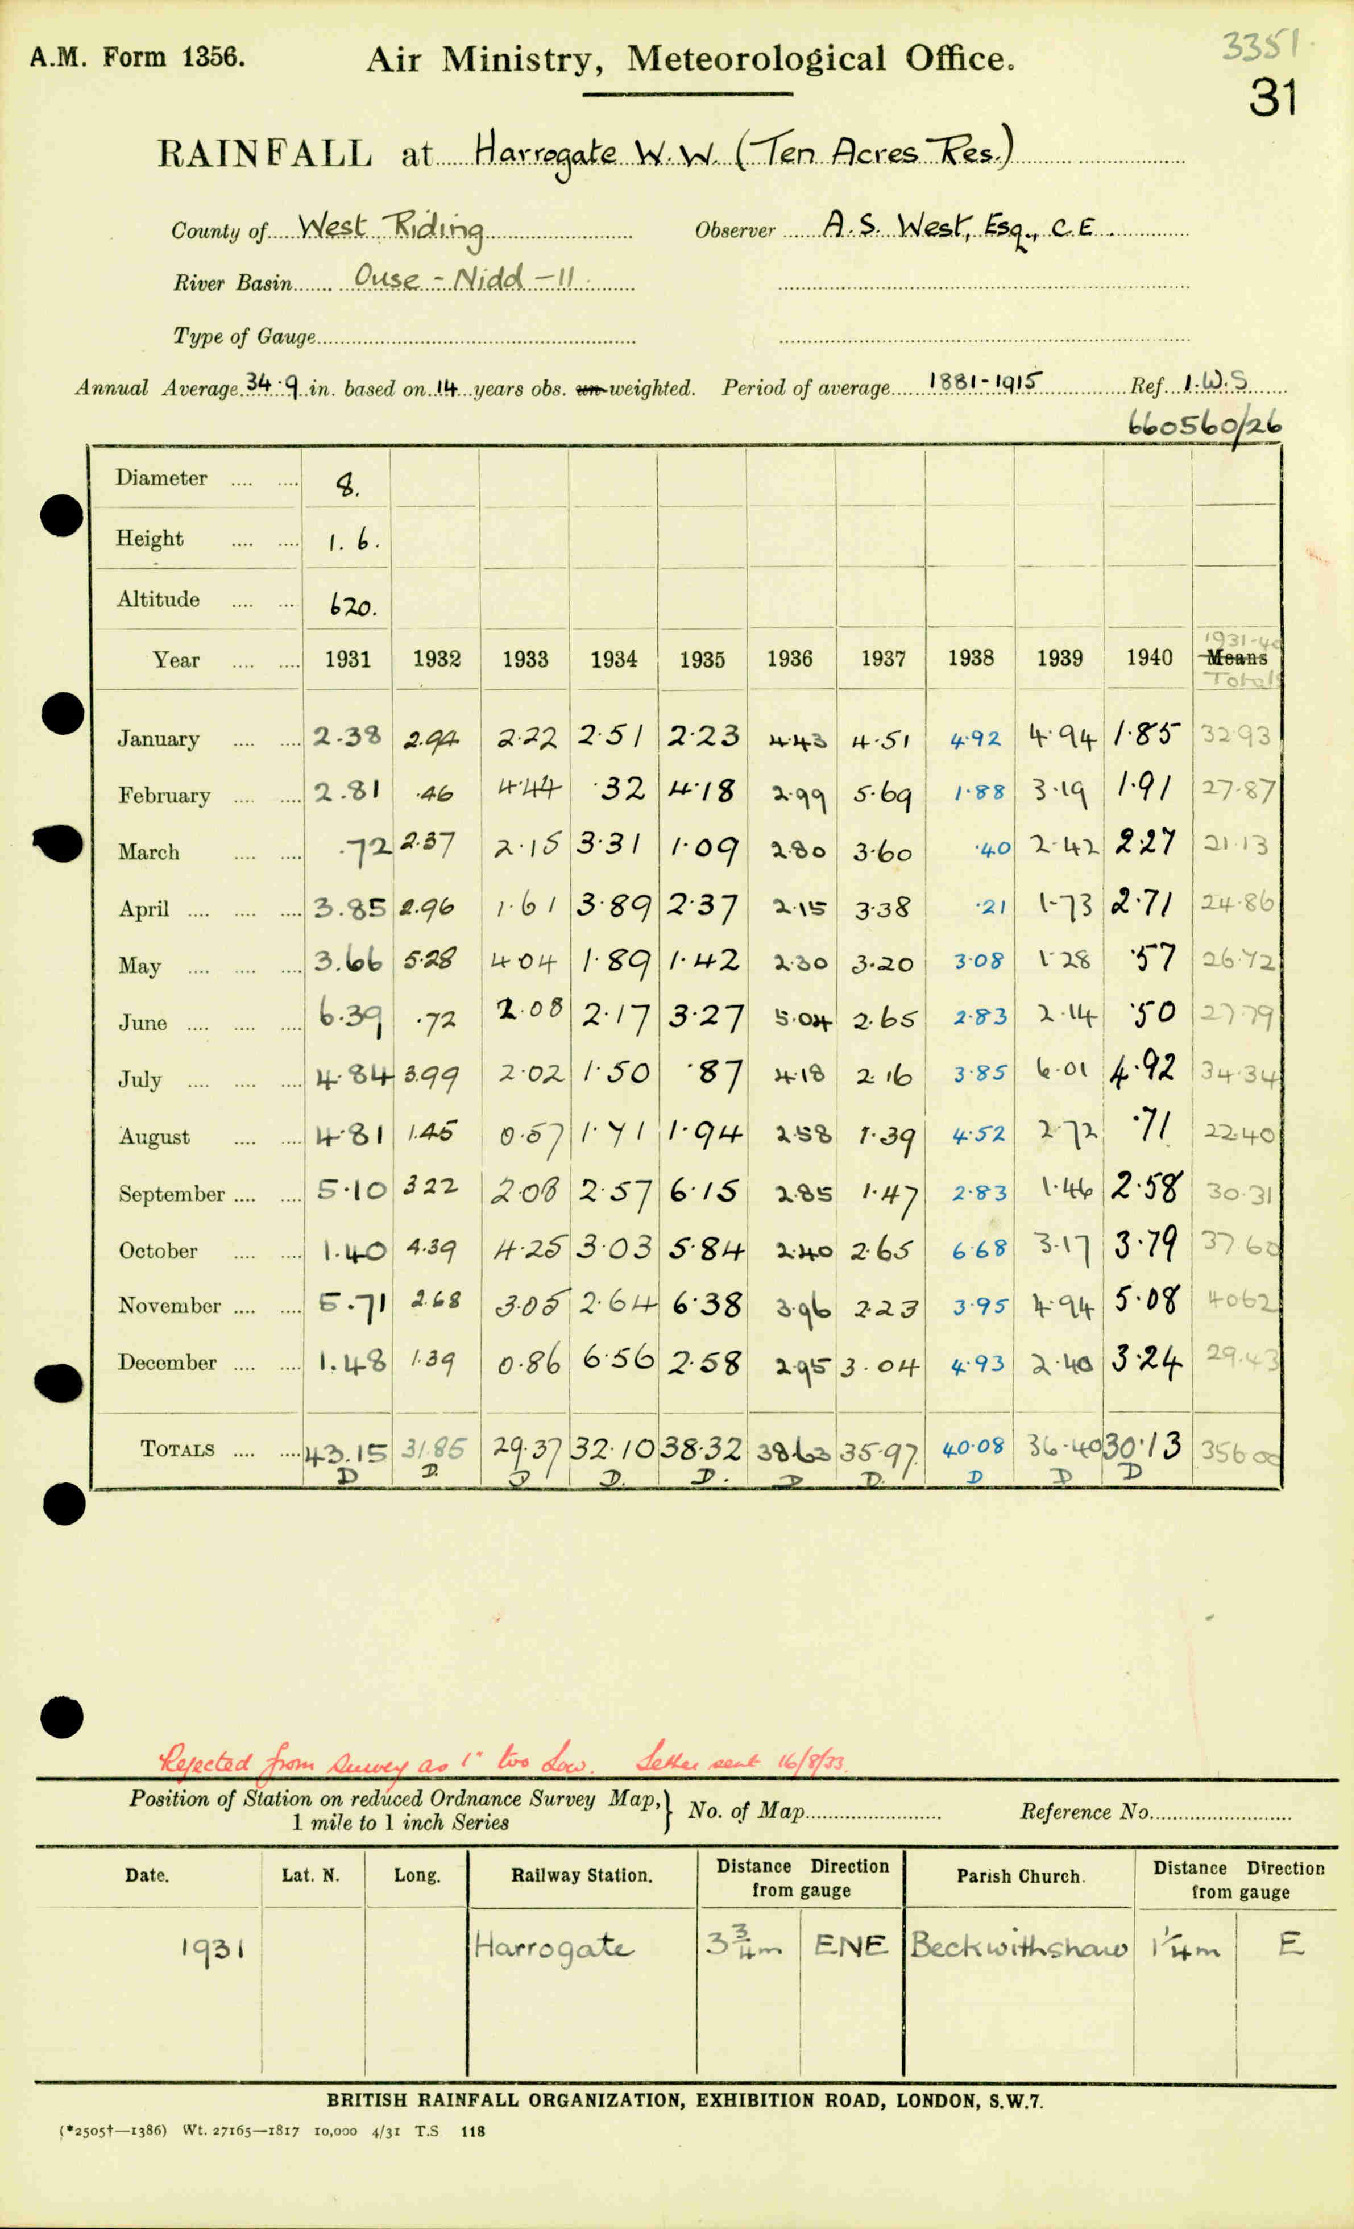 3351.
A.M. Form 1356. Air Ministry, Meteorological Office.
31
RAINFALL at Harrogate W.W. (Ten Acres Res.)
County of West Riding Observer A.S. West, Esq., C.E.
River Basin Ouse - Nidd - 11
Type of Gauge
Annual Average 34.9 in. based on 14 years obs. un-weighted. Period of average 1881-1915 Ref. I.W.S
660560/26
Diameter .... .... 8.
Height .... .... 1. 6.
Altitude .... .... 620.
1931-40
Year .... .... 1931 1932 1933 1934 1935 1936 1937 1938 1939 1940 Means
Totals
January .... .... 2.38 2.94 2.22 2.51 2.23 4.43 4.51 4.92 4.94 1.85 32.93
February .... .... 2.81 .46 4.44 .32 4.18 2.99 5.69 1.88 3.19 1.91 27.87
March .... .... .72 2.37 2.15 3.31 1.09 2.80 3.60 .40 2.42 2.27 21.13
April .... .... .... 3.85 2.96 1.61 3.89 2.37 2.15 3.38 .21 1.73 2.71 24.86
May .... .... .... 3.66 5.28 4.04 1.89 1.42 2.30 3.20 3.08 1.28 .57 26.72
June .... .... .... 6.39 .72 2.08 2.17 3.27 5.04 2.65 2.83 2.14 .50 27.79
July .... .... .... 4.84 3.99 2.02 1.50 .87 4.18 2.16 3.85 6.01 4.92 34.34
August .... .... 4.81 1.45 0.57 1.71 1.94 2.58 1.39 4.52 2.72 .71 22.40
September .... .... 5.10 3.22 2.08 2.57 6.15 2.85 1.47 2.83 1.46 2.58 30.31
October .... .... 1.40 4.39 4.25 3.03 5.84 2.40 2.65 6.68 3.17 3.79 37.60
November .... .... 5.71 2.68 3.05 2.64 6.38 3.96 2.23 3.95 4.94 5.08 40.62
December .... .... 1.48 1.39 0.86 6.56 2.58 2.95 3.04 4.93 2.40 3.24 29.43
TOTALS .... .... 43.15 31.85 29.37 32.10 38.32 38.63 35.97 40.08 36.40 30.13 356.00
D D. D D. D. D D. D D D
Rejected from survey as 1" too low. Letter sent 16/8/33.
Position of Station on reduced Ordnance Survey Map,} No. of Map Reference No.
1 mile to 1 inch Series
Date. Lat. N. Long. Railway Station. Distance Direction from gauge Parish Church. Distance Direction from gauge
1931 Harrogate 3 3/4 m ENE Beckwithshaw 1 1/4 m E
BRITISH RAINFALL ORGANIZATION, EXHIBITION ROAD, LONDON, S.W.7.
(*2505†—1386) Wt. 27165—1817 10,000 4/31 T.S 118